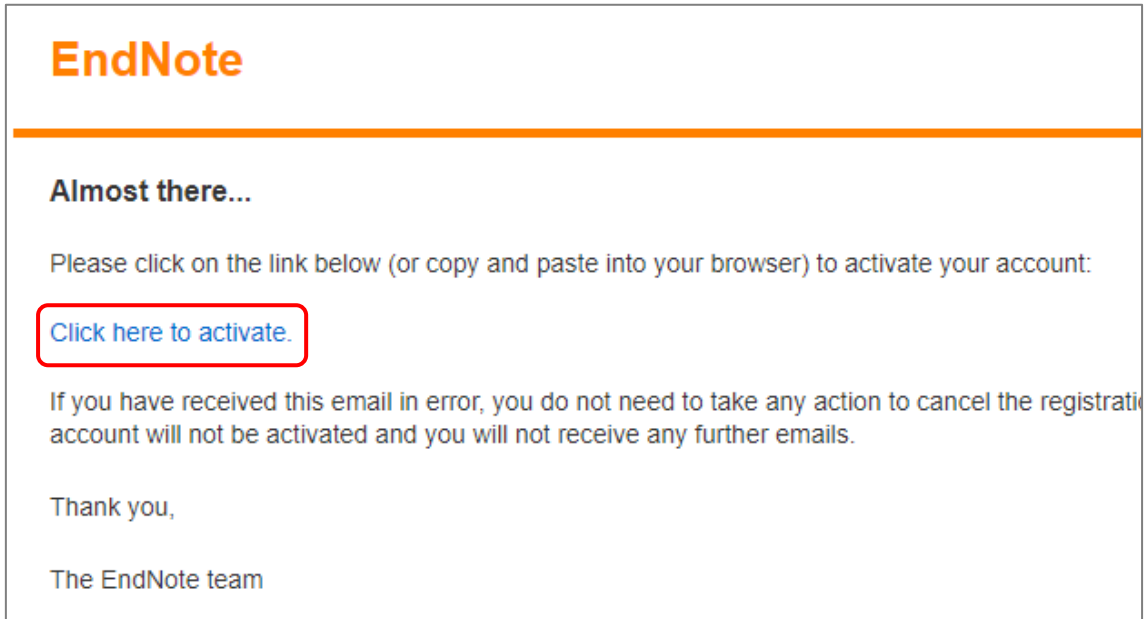 EndNote
Almost there...
Please click on the link below (or copy and paste into your browser) to activate your account:
Click here to activate.
If you have received this email in error, you do not need to take any action to cancel the
account will not be activated and you will not receive any further emails.
Thank you,
The EndNote team